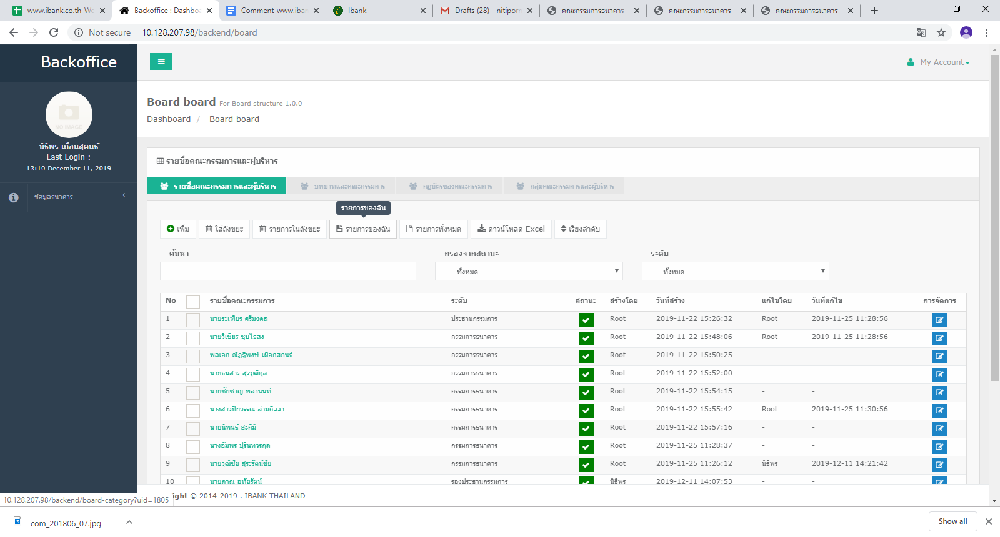 www.ibank.co.th-We
Backoffice : Dashbo
Comment-www.iban
Ibank
Drafts (28) - nitiporn
คณะกรรมการธนาคาร -
คณะกรรมการธนาคาร
คณะกรรมการธนาคาร
Not secure
10.128.207.98/backend/board
Backoffice
My Account
NO IMAGE
นิธิพร เถื่อนสุคนธ์
Last Login :
13:10 December 11, 2019
ข้อมูลธนาคาร
Board board For Board structure 1.0.0
Dashboard / Board board
รายชื่อคณะกรรมการและผู้บริหาร
รายชื่อคณะกรรมการและผู้บริหาร บทบาทและคณะกรรมการ กฎบัตรของคณะกรรมการ กลุ่มคณะกรรมการและผู้บริหาร
รายการของฉัน
เพิ่ม ใส่ถังขยะ รายการในถังขยะ รายการของฉัน รายการทั้งหมด ดาวน์โหลด Excel เรียงลำดับ
ค้นหา กรองจากสถานะ ระดับ
- - ทั้งหมด - - - - ทั้งหมด - -
No รายชื่อคณะกรรมการ ระดับ สถานะ สร้างโดย วันที่สร้าง แก้ไขโดย วันที่แก้ไข การจัดการ
1 นายระเฑียร ศรีมงคล ประธานกรรมการ Root 2019-11-22 15:26:32 Root 2019-11-25 11:28:56
2 นายวิเชียร ชุบไธสง กรรมการธนาคาร Root 2019-11-22 15:48:06 Root 2019-11-25 11:28:56
3 พลเอก ณัฏฐิพงษ์ เผือกสกนธ์ กรรมการธนาคาร Root 2019-11-22 15:50:25 - -
4 นายธนสาร สุรวุฒิกุล กรรมการธนาคาร Root 2019-11-22 15:52:00 - -
5 นายชัยชาญ พลานนท์ กรรมการธนาคาร Root 2019-11-22 15:54:15 - -
6 นางสาวปิยวรรณ ล่ามกิจจา กรรมการธนาคาร Root 2019-11-22 15:55:42 Root 2019-11-25 11:30:56
7 นายนิพนธ์ ฮะกีมี กรรมการธนาคาร Root 2019-11-22 15:57:16 - -
8 นางอัมพร ปุรินทวรกุล กรรมการธนาคาร Root 2019-11-25 11:28:37 - -
9 นายวุฒิชัย สุระรัตน์ชัย กรรมการธนาคาร Root 2019-11-25 11:26:12 นิธิพร 2019-12-11 14:21:42
10 นายภาณุ อุทัยรัตน์ รองประธานกรรมการ นิธิพร 2019-12-11 14:07:53 - -
ight © 2014-2019 . IBANK THAILAND
10.128.207.98/backend/board-category?uid=1805
com_201806_07.jpg
Show all